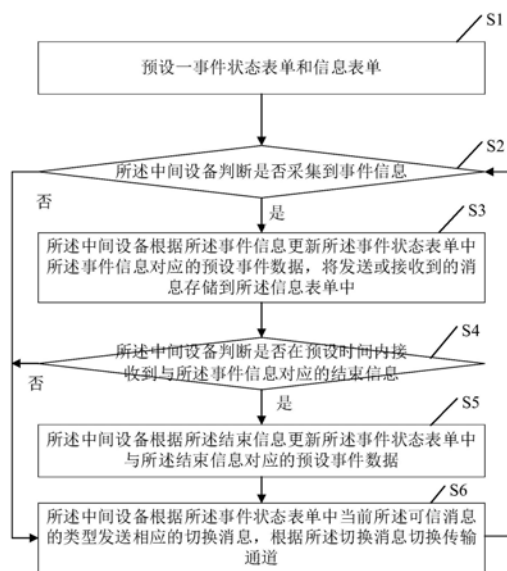 S1
预设一事件状态表单和信息表单
S2
所述中间设备判断是否采集到事件信息
否
是
S3
所述中间设备根据所述事件信息更新所述事件状态表单中
所述事件信息对应的预设事件数据，将发送或接收到的消
息存储到所述信息表单中
S4
所述中间设备判断是否在预设时间内接
收到与所述事件信息对应的结束信息
否
是
S5
所述中间设备根据所述结束信息更新所述事件状态表单中
与所述结束信息对应的预设事件数据
S6
所述中间设备根据所述事件状态表单中当前所述可信消息
的类型发送相应的切换消息，根据所述切换消息切换传输
通道